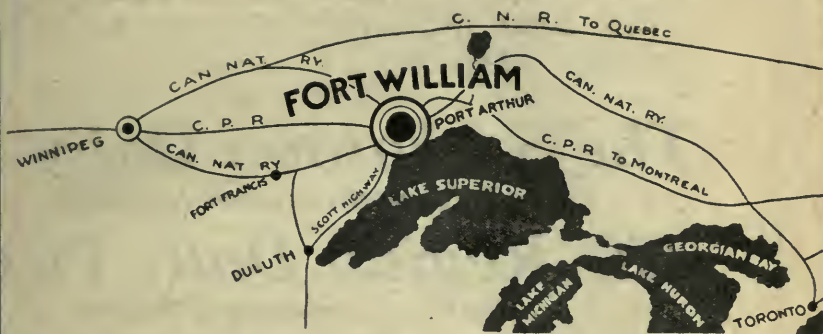 C. N. R. TO QUEBEC
CAN NAT. RY.
FORT WILLIAM
CAN. NAT. RY.
PORT ARTHUR
C. P. R
WINNIPEG
CAN. NAT RY
C. P. R TO MONTREAL
FORT FRANCIS
LAKE SUPERIOR
SCOTT HIGHWAY
DULUTH
GEORGIAN BAY
LAKE MICHIGAN
LAKE HURON
TORONTO